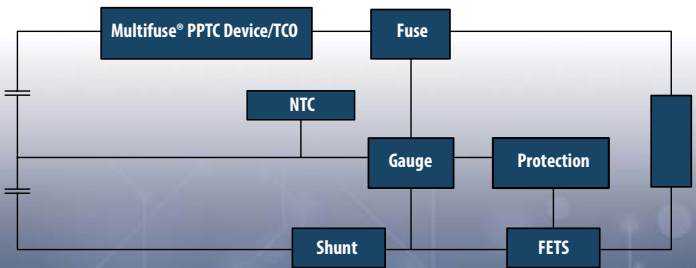 Multifuse® PPTC Device/TCO
Fuse
NTC
Gauge
Protection
Shunt
FETS